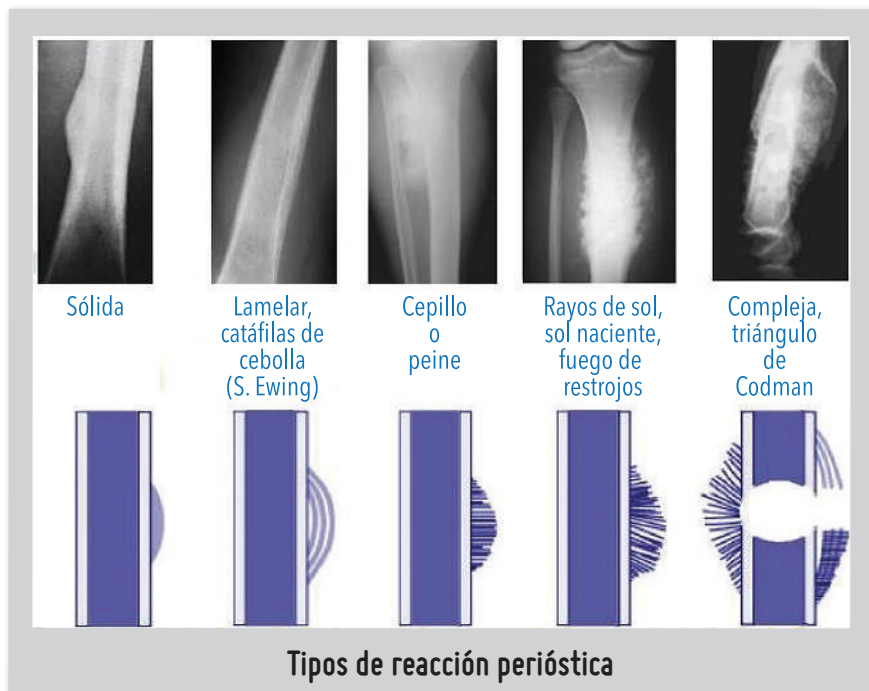 Sólida
Lamelar,
catáfilas de
cebolla
(S. Ewing)
Cepillo
o
peine
Rayos de sol,
sol naciente,
fuego de
restrojos
Compleja,
triángulo
de
Codman
Tipos de reacción perióstica